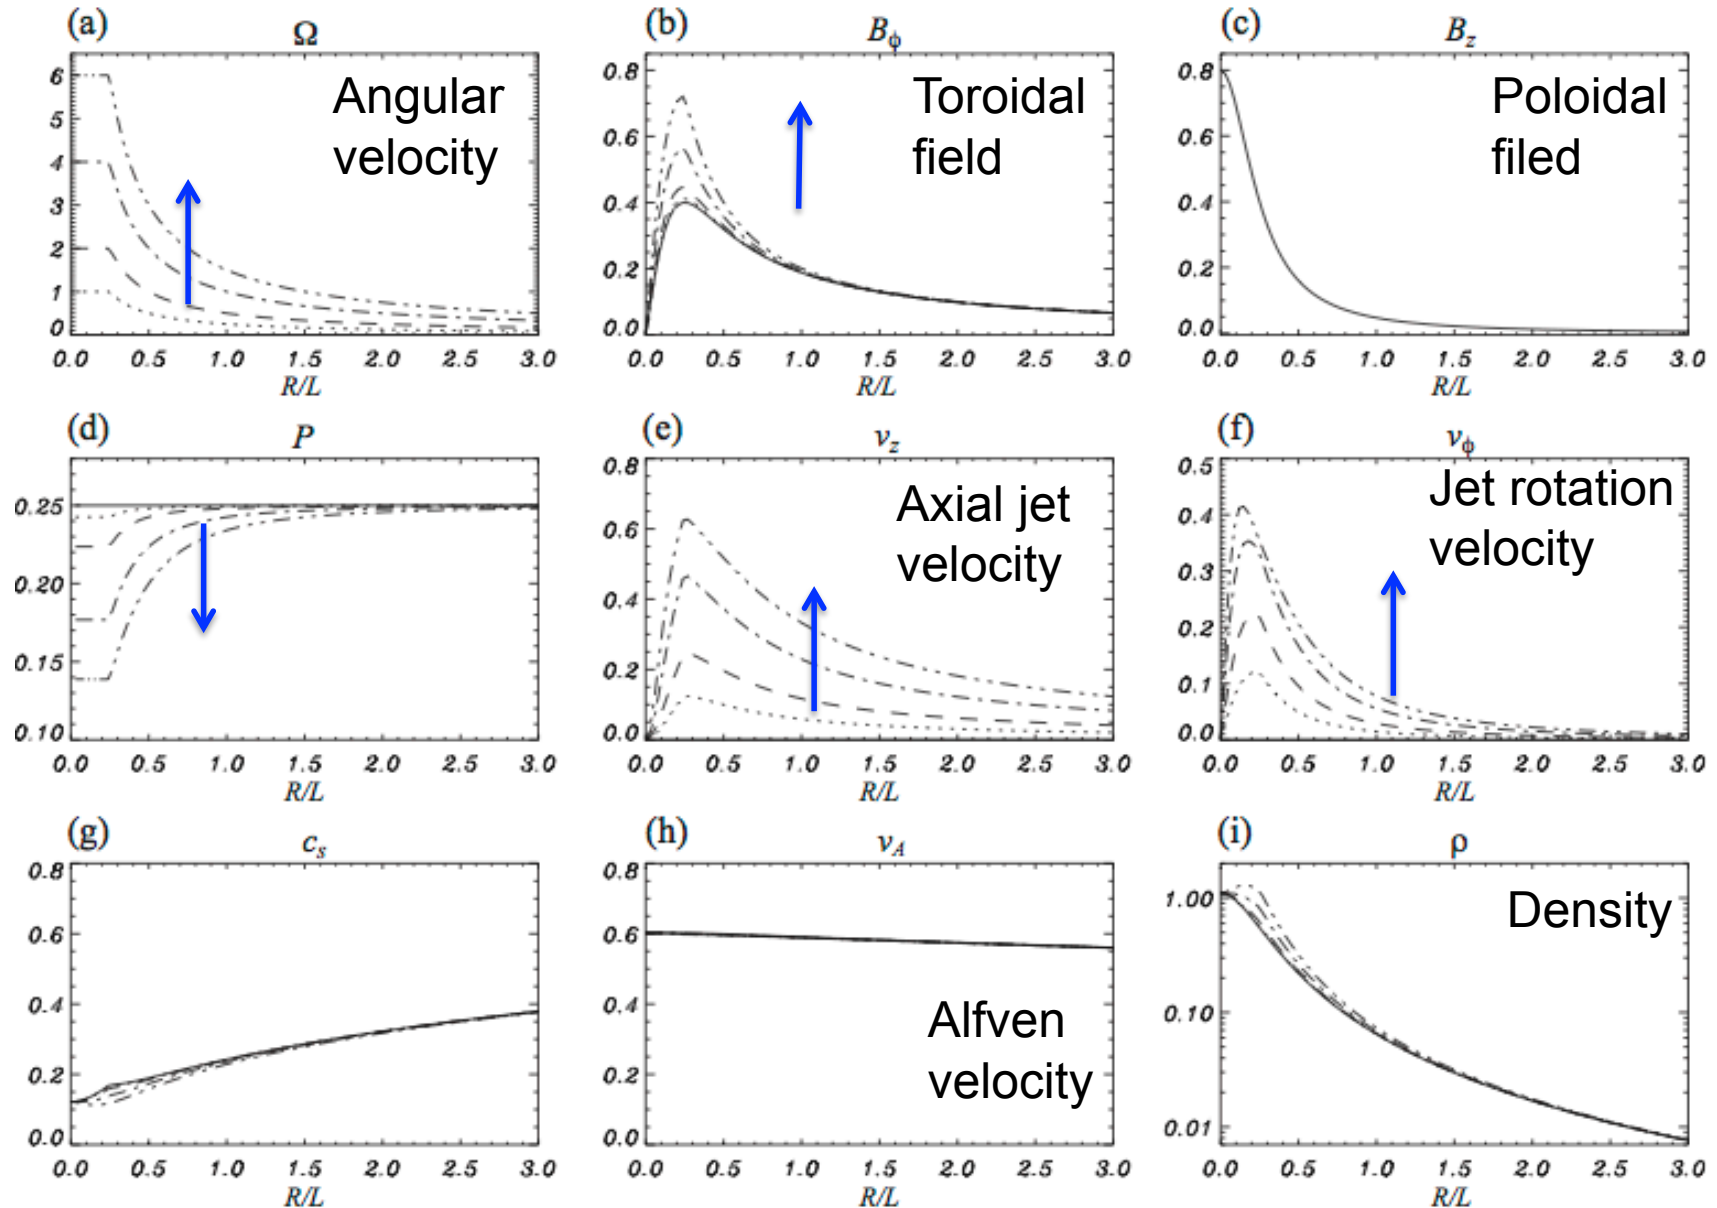 (a)
Ω
Angular
velocity
6
5
4
3
2
1
0
0.0 0.5 1.0 1.5 2.0 2.5 3.0
R/L
(b)
Bϕ
Toroidal
field
0.8
0.6
0.4
0.2
0.0
0.0 0.5 1.0 1.5 2.0 2.5 3.0
R/L
(c)
Bz
Poloidal
filed
0.8
0.6
0.4
0.2
0.0
0.0 0.5 1.0 1.5 2.0 2.5 3.0
R/L
(d)
P
0.25
0.20
0.15
0.10
0.0 0.5 1.0 1.5 2.0 2.5 3.0
R/L
(e)
vz
Axial jet
velocity
0.8
0.6
0.4
0.2
0.0
0.0 0.5 1.0 1.5 2.0 2.5 3.0
R/L
(f)
vϕ
Jet rotation
velocity
0.5
0.4
0.3
0.2
0.1
0.0
0.0 0.5 1.0 1.5 2.0 2.5 3.0
R/L
(g)
cs
0.8
0.6
0.4
0.2
0.0
0.0 0.5 1.0 1.5 2.0 2.5 3.0
R/L
(h)
vA
Alfven
velocity
0.8
0.6
0.4
0.2
0.0
0.0 0.5 1.0 1.5 2.0 2.5 3.0
R/L
(i)
ρ
Density
1.00
0.10
0.01
0.0 0.5 1.0 1.5 2.0 2.5 3.0
R/L